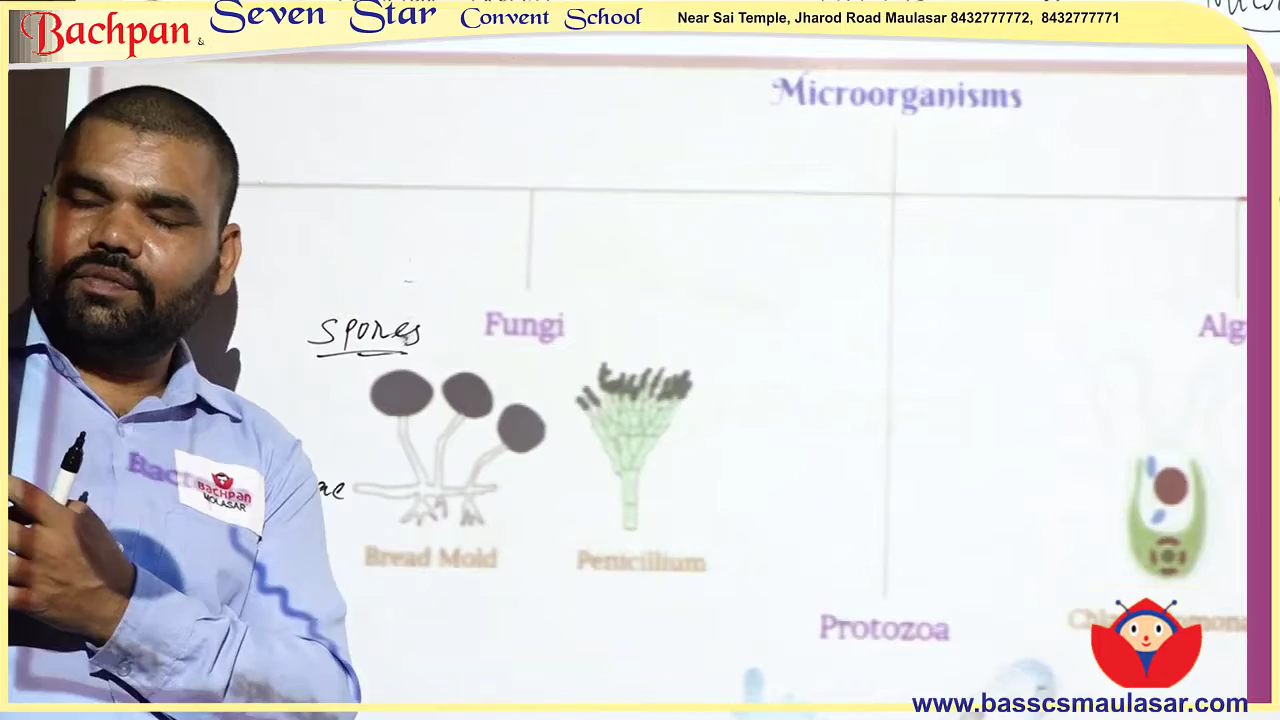 Bachpan
&
Seven Star
Convent School
Near Sai Temple, Jharod Road Maulasar 8432777772, 8432777771
Microorganisms
Spores
Fungi
BACHPAN
MOLASAR
Bread Mold
Penicillium
Protozoa
www.basscsmaulasar.com